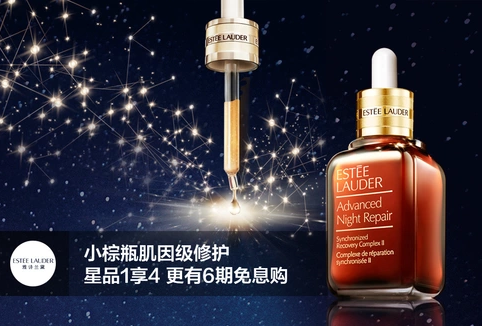 ESTĒE LAUDER
ESTĒE LAUDER
ESTĒE
LAUDER
Advanced
Night Repair
Synchronized
Recovery Complex II
Complexe de réparation
synchronisée II
ESTĒE LAUDER
雅诗兰黛
小棕瓶肌因级修护
星品1享4 更有6期免息购